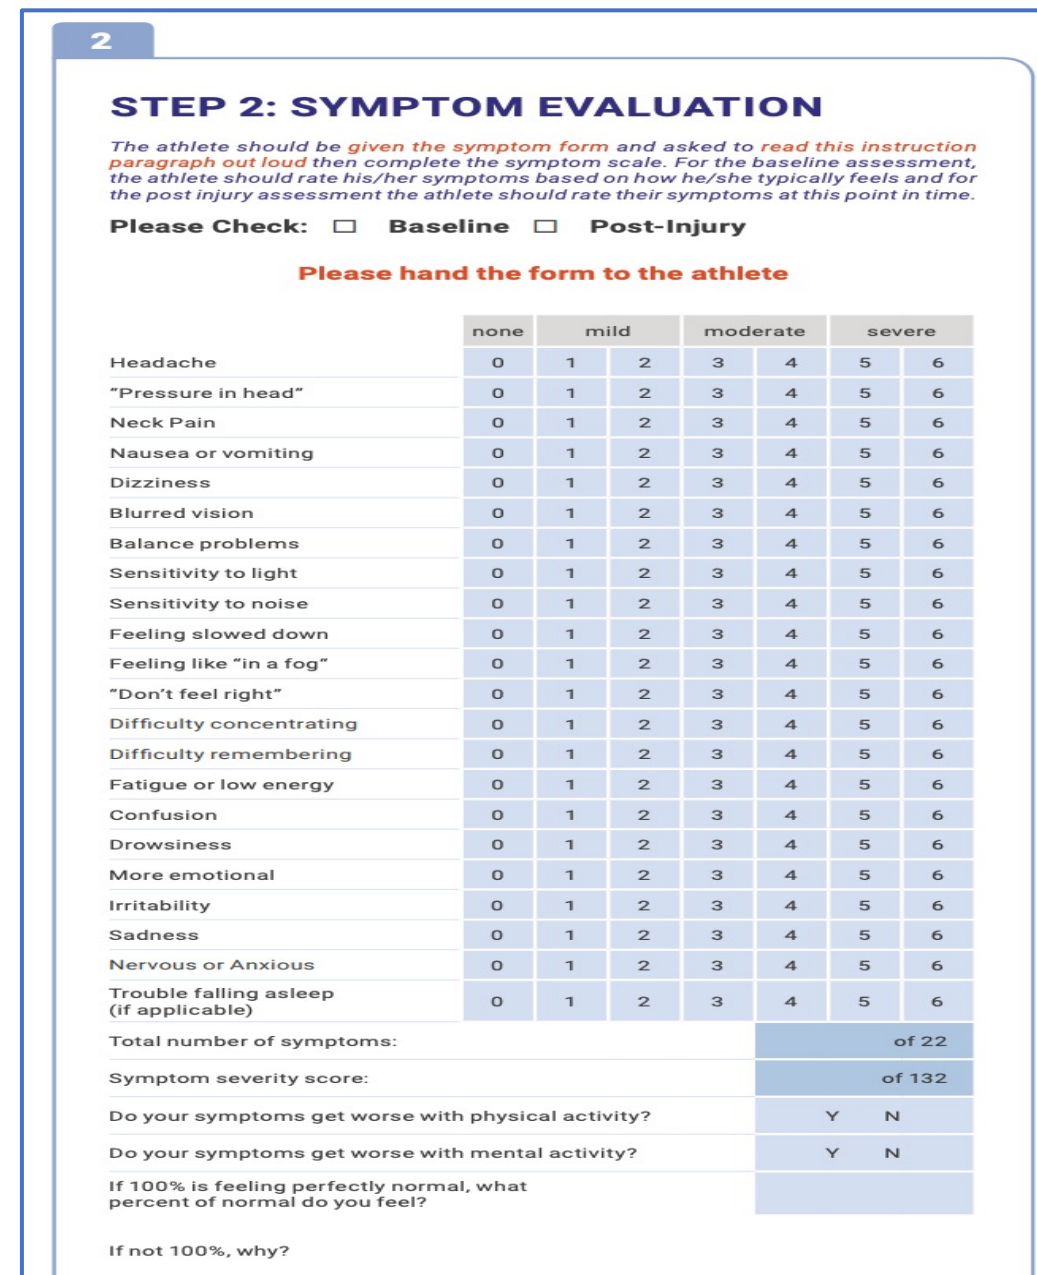 2
STEP 2: SYMPTOM EVALUATION
The athlete should be given the symptom form and asked to read this instruction
paragraph out loud then complete the symptom scale. For the baseline assessment,
the athlete should rate his/her symptoms based on how he/she typically feels and for
the post injury assessment the athlete should rate their symptoms at this point in time.
Please Check: ☐ Baseline ☐ Post-Injury
Please hand the form to the athlete
none mild moderate severe
Headache 0 1 2 3 4 5 6
“Pressure in head” 0 1 2 3 4 5 6
Neck Pain 0 1 2 3 4 5 6
Nausea or vomiting 0 1 2 3 4 5 6
Dizziness 0 1 2 3 4 5 6
Blurred vision 0 1 2 3 4 5 6
Balance problems 0 1 2 3 4 5 6
Sensitivity to light 0 1 2 3 4 5 6
Sensitivity to noise 0 1 2 3 4 5 6
Feeling slowed down 0 1 2 3 4 5 6
Feeling like “in a fog” 0 1 2 3 4 5 6
“Don’t feel right” 0 1 2 3 4 5 6
Difficulty concentrating 0 1 2 3 4 5 6
Difficulty remembering 0 1 2 3 4 5 6
Fatigue or low energy 0 1 2 3 4 5 6
Confusion 0 1 2 3 4 5 6
Drowsiness 0 1 2 3 4 5 6
More emotional 0 1 2 3 4 5 6
Irritability 0 1 2 3 4 5 6
Sadness 0 1 2 3 4 5 6
Nervous or Anxious 0 1 2 3 4 5 6
Trouble falling asleep
(if applicable) 0 1 2 3 4 5 6
Total number of symptoms: of 22
Symptom severity score: of 132
Do your symptoms get worse with physical activity? Y N
Do your symptoms get worse with mental activity? Y N
If 100% is feeling perfectly normal, what
percent of normal do you feel?
If not 100%, why?